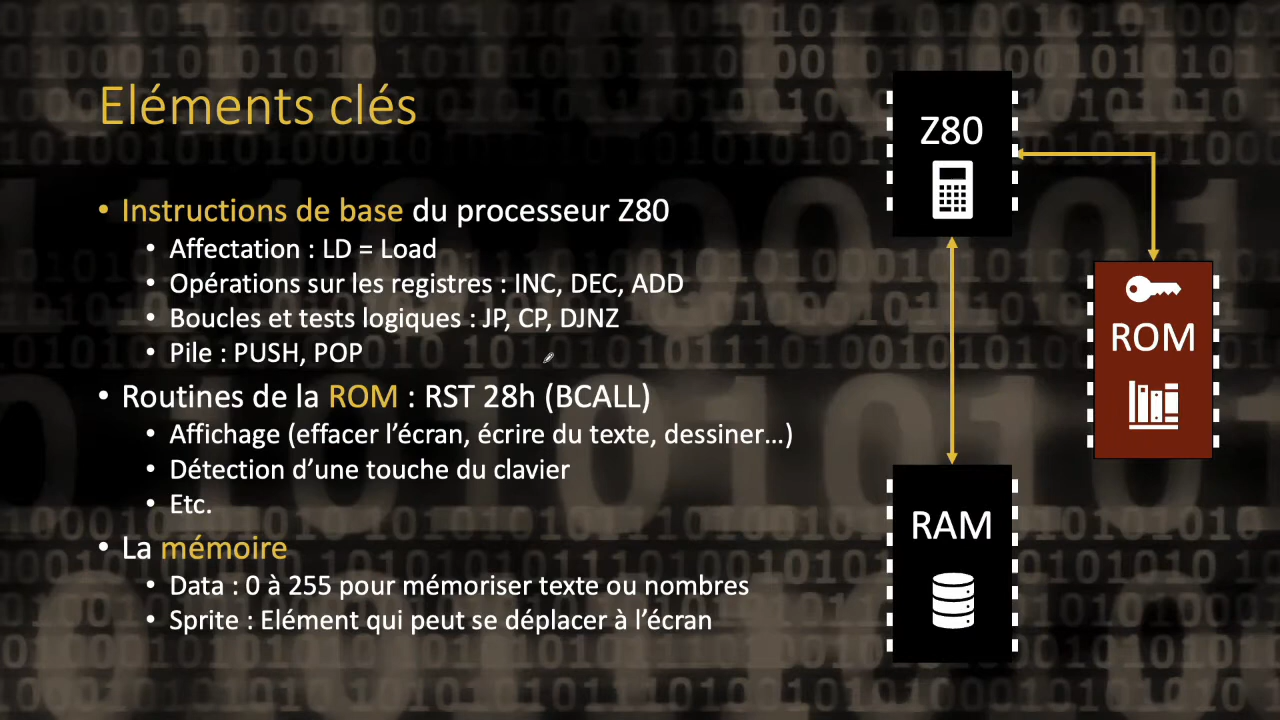 Eléments clés
• Instructions de base du processeur Z80
• Affectation : LD = Load
• Opérations sur les registres : INC, DEC, ADD
• Boucles et tests logiques : JP, CP, DJNZ
• Pile : PUSH, POP
• Routines de la ROM : RST 28h (BCALL)
• Affichage (effacer l’écran, écrire du texte, dessiner…)
• Détection d’une touche du clavier
• Etc.
• La mémoire
• Data : 0 à 255 pour mémoriser texte ou nombres
• Sprite : Elément qui peut se déplacer à l’écran
Z80
ROM
RAM